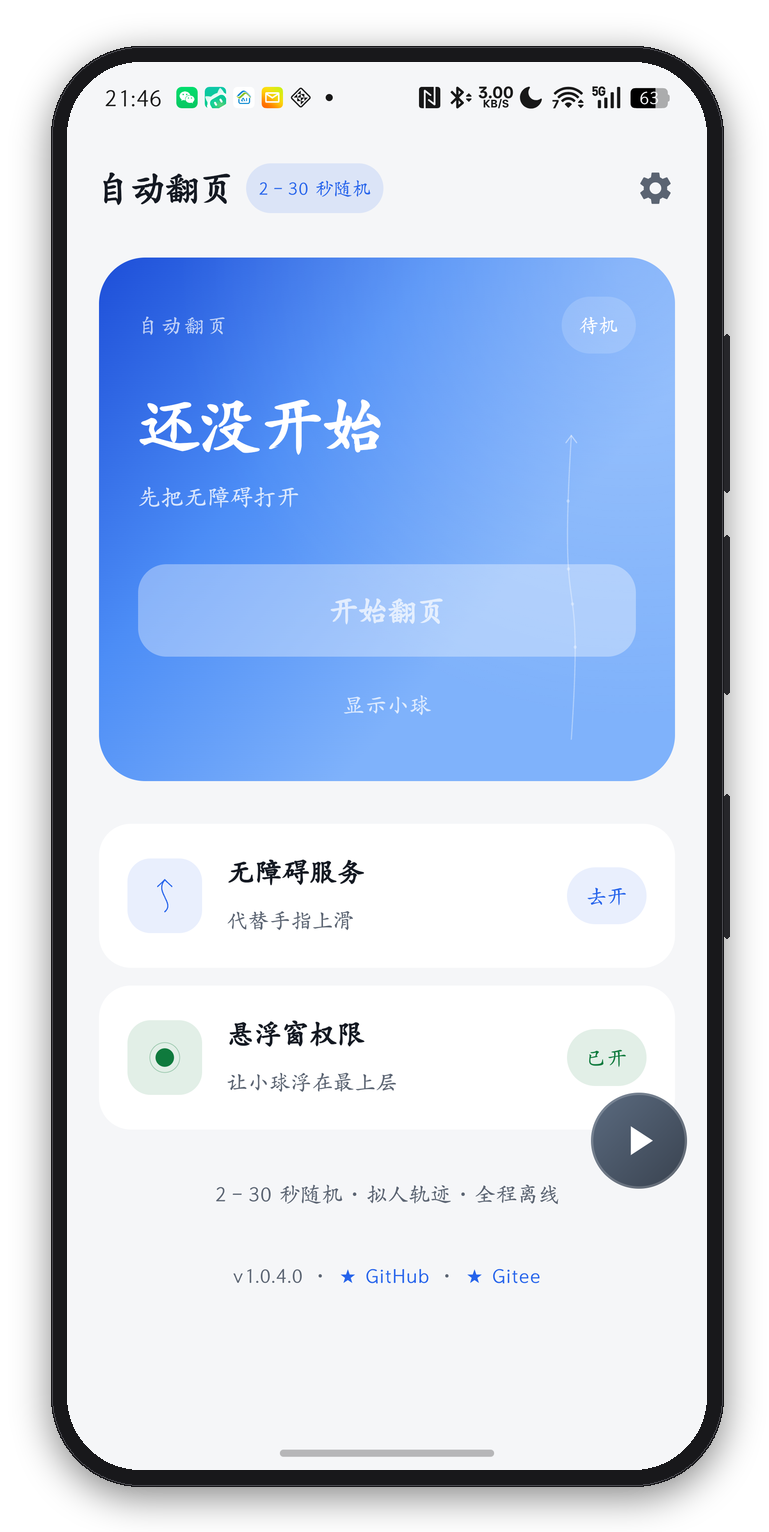 21:46 3.00 KB/S 5G 63
自动翻页 2 – 30 秒随机
自动翻页 待机
还没开始
先把无障碍打开
开始翻页
显示小球
无障碍服务
代替手指上滑
去开
悬浮窗权限
让小球浮在最上层
已开
2 – 30 秒随机 · 拟人轨迹 · 全程离线
v1.0.4.0 · ★ GitHub · ★ Gitee